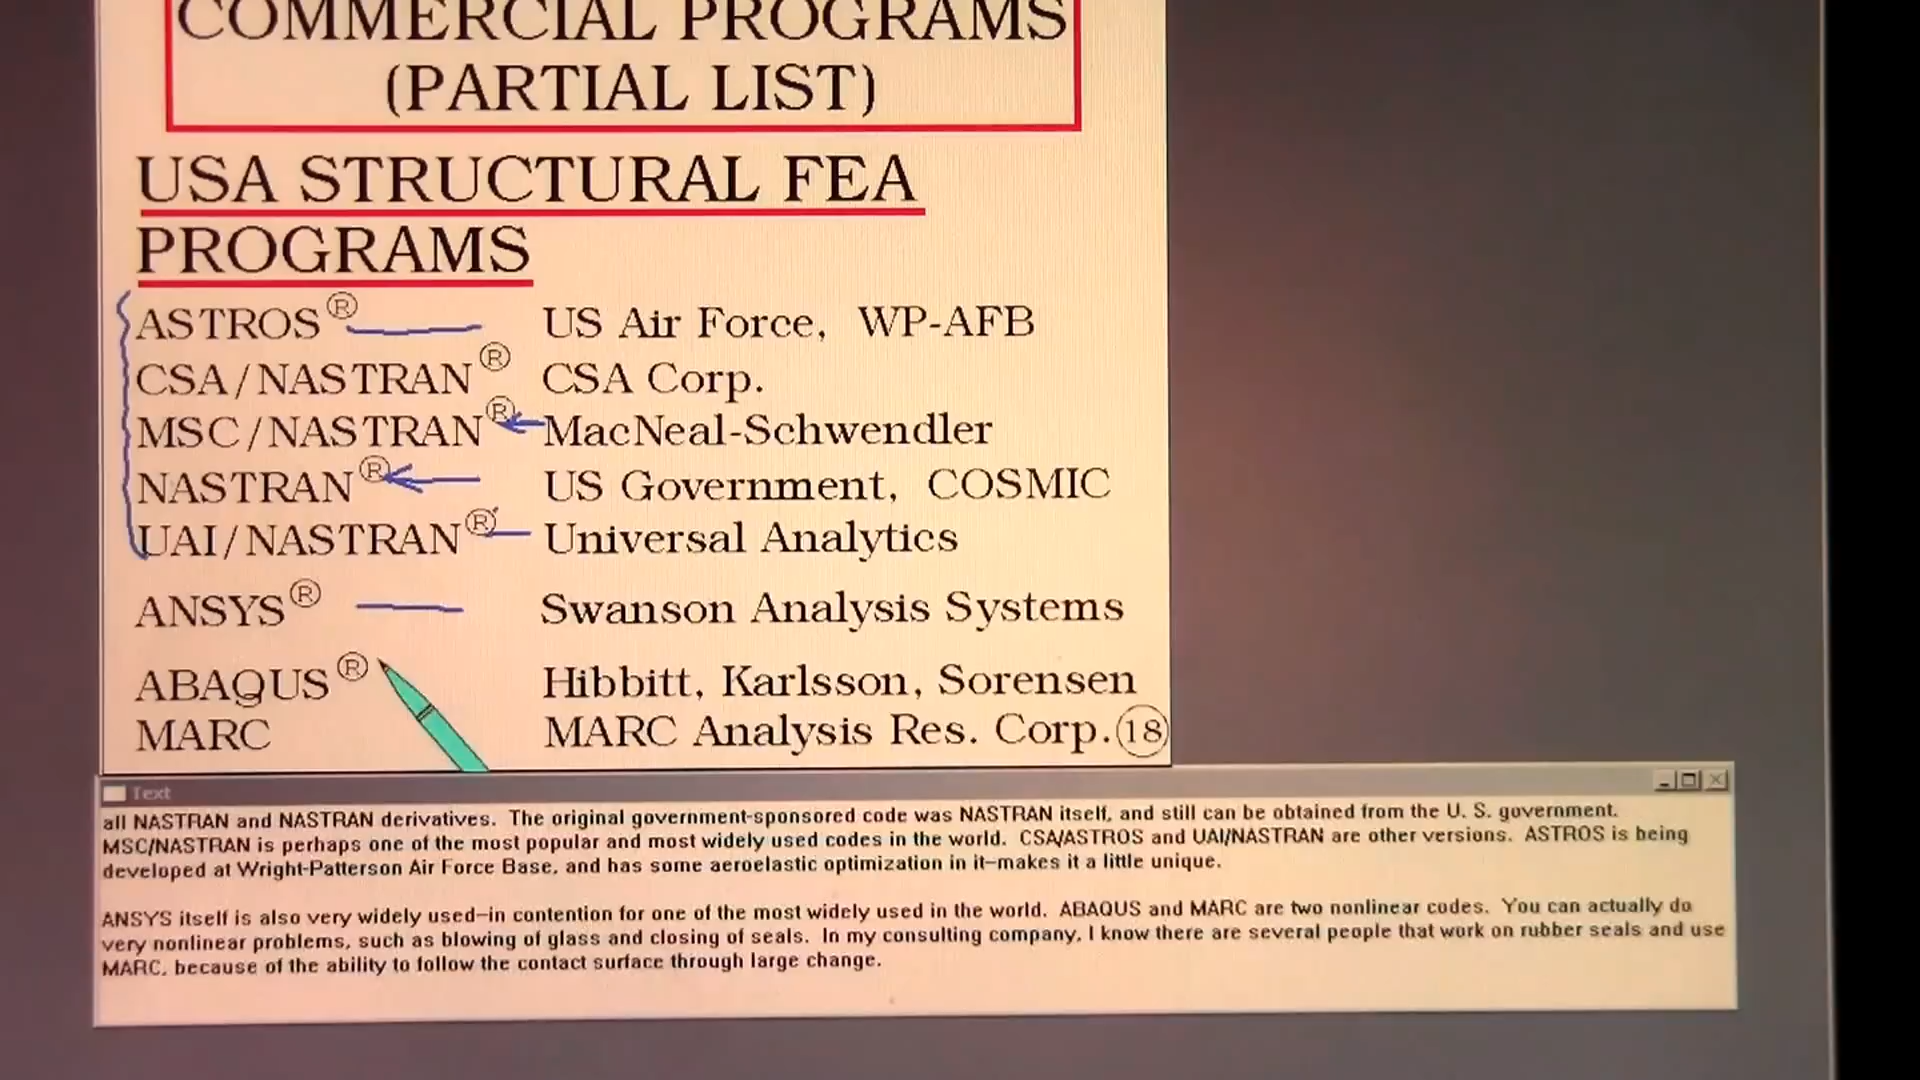 COMMERCIAL PROGRAMS
(PARTIAL LIST)
USA STRUCTURAL FEA
PROGRAMS
ASTROS® US Air Force, WP-AFB
CSA/NASTRAN® CSA Corp.
MSC/NASTRAN® MacNeal-Schwendler
NASTRAN® US Government, COSMIC
UAI/NASTRAN® Universal Analytics
ANSYS® Swanson Analysis Systems
ABAQUS® Hibbitt, Karlsson, Sorensen
MARC MARC Analysis Res. Corp. 18
Text
all NASTRAN and NASTRAN derivatives. The original government-sponsored code was NASTRAN itself, and still can be obtained from the U. S. government.
MSC/NASTRAN is perhaps one of the most popular and most widely used codes in the world. CSA/ASTROS and UAI/NASTRAN are other versions. ASTROS is being
developed at Wright-Patterson Air Force Base, and has some aeroelastic optimization in it--makes it a little unique.
ANSYS itself is also very widely used--in contention for one of the most widely used in the world. ABAQUS and MARC are two nonlinear codes. You can actually do
very nonlinear problems, such as blowing of glass and closing of seals. In my consulting company, I know there are several people that work on rubber seals and use
MARC, because of the ability to follow the contact surface through large change.